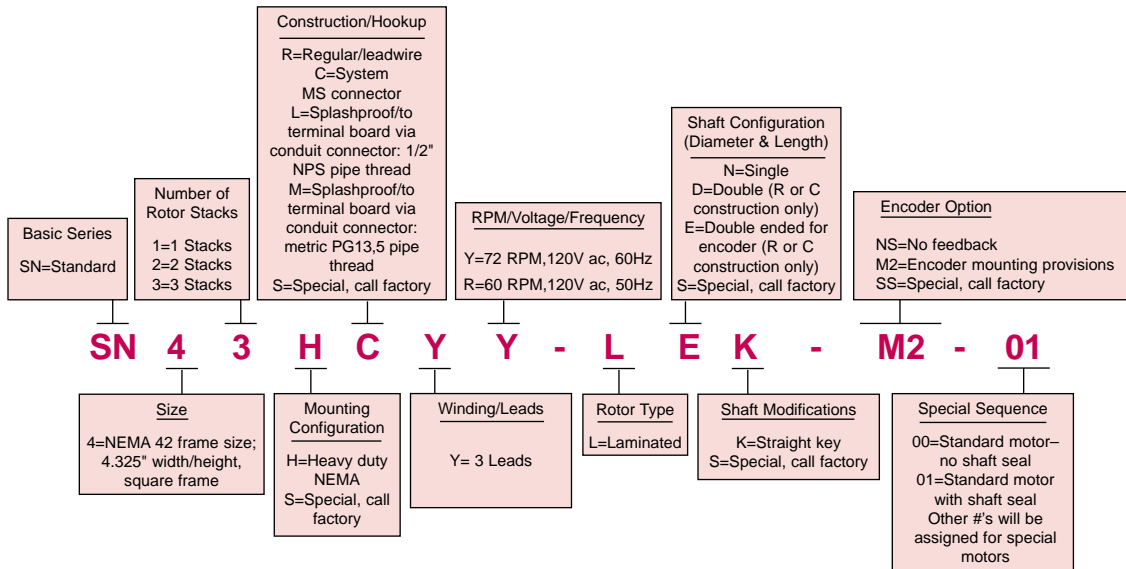 Construction/Hookup
R=Regular/leadwire
C=System
MS connector
L=Splashproof/to
terminal board via
conduit connector: 1/2"
NPS pipe thread
M=Splashproof/to
terminal board via
conduit connector:
metric PG13,5 pipe
thread
S=Special, call factory
Shaft Configuration
(Diameter & Length)
N=Single
D=Double (R or C
construction only)
E=Double ended for
encoder (R or C
construction only)
S=Special, call factory
Number of
Rotor Stacks
1=1 Stacks
2=2 Stacks
3=3 Stacks
Basic Series
SN=Standard
RPM/Voltage/Frequency
Y=72 RPM,120V ac, 60Hz
R=60 RPM,120V ac, 50Hz
Encoder Option
NS=No feedback
M2=Encoder mounting provisions
SS=Special, call factory
SN 4 3 H C Y Y - L E K - M2 - 01
Size
4=NEMA 42 frame size;
4.325" width/height,
square frame
Mounting
Configuration
H=Heavy duty
NEMA
S=Special, call
factory
Winding/Leads
Y= 3 Leads
Rotor Type
L=Laminated
Shaft Modifications
K=Straight key
S=Special, call factory
Special Sequence
00=Standard motor–
no shaft seal
01=Standard motor
with shaft seal
Other #'s will be
assigned for special
motors